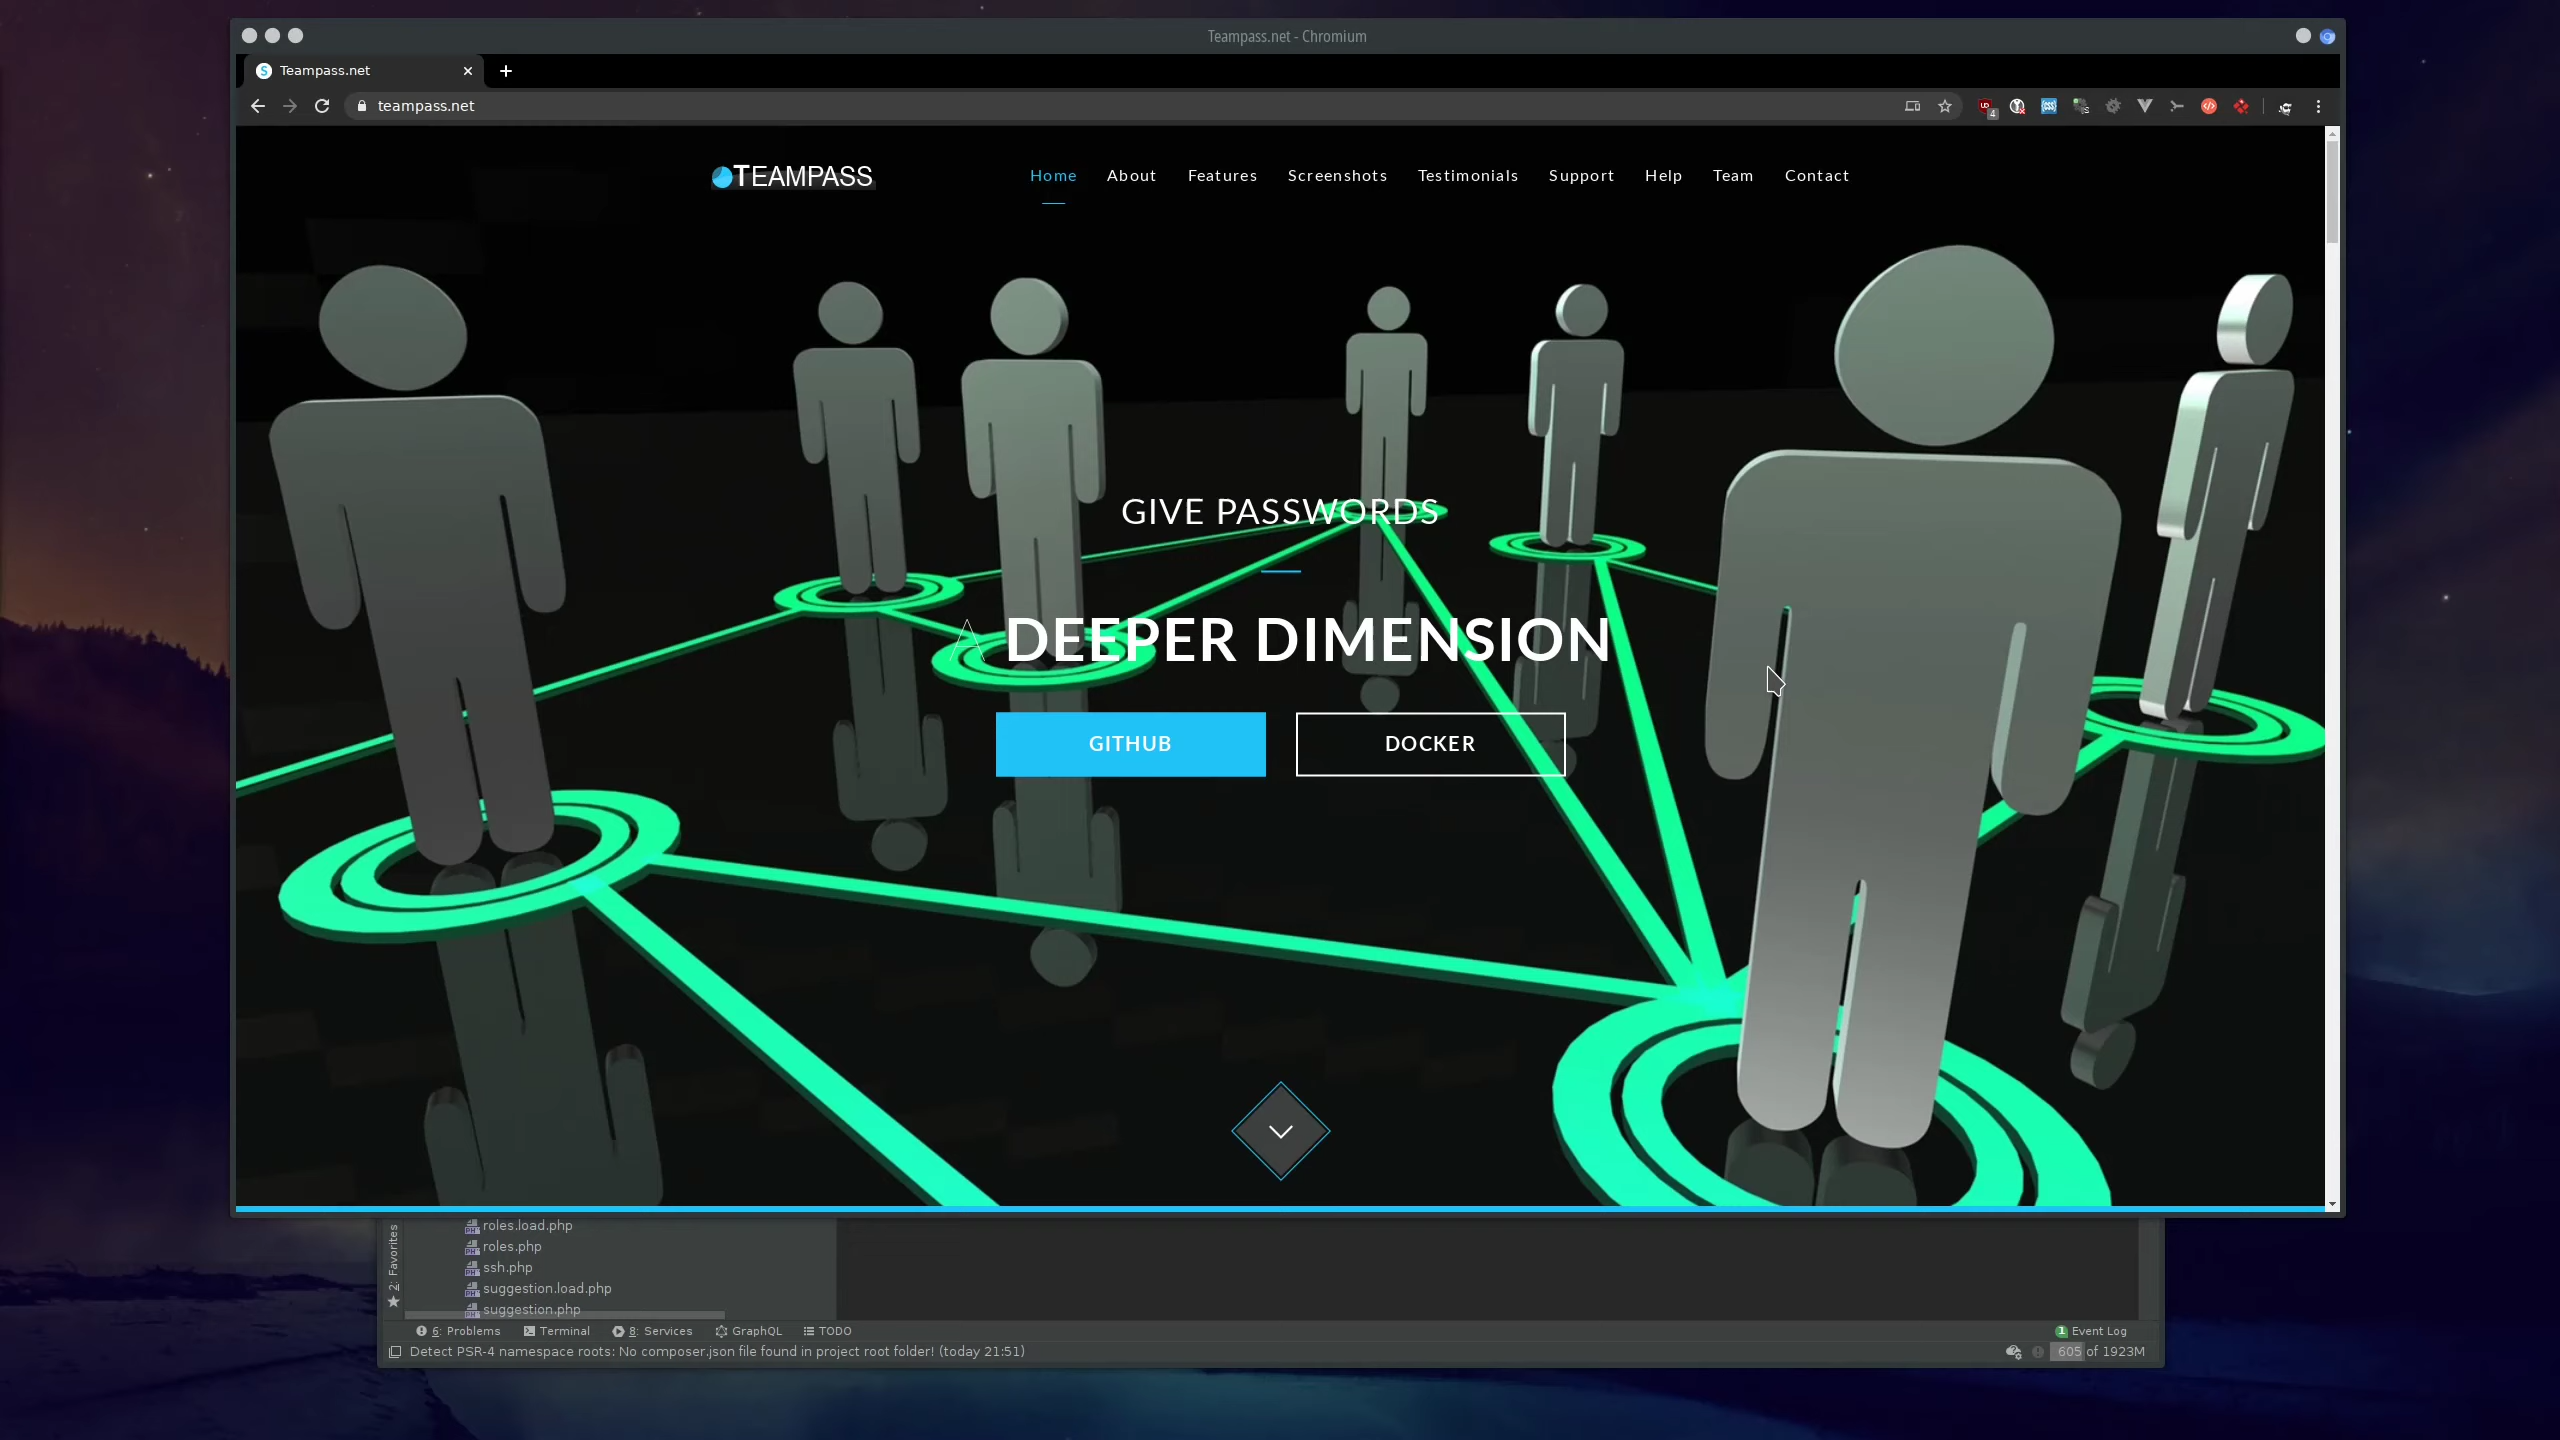 Teampass.net - Chromium
Teampass.net
teampass.net
4
TEAMPASS
Home About Features Screenshots Testimonials Support Help Team Contact
GIVE PASSWORDS
A DEEPER DIMENSION
GITHUB DOCKER
2: Favorites
roles.load.php
roles.php
ssh.php
suggestion.load.php
suggestion.php
6: Problems Terminal 8: Services GraphQL TODO 1 Event Log
Detect PSR-4 namespace roots: No composer.json file found in project root folder! (today 21:51) 605 of 1923M